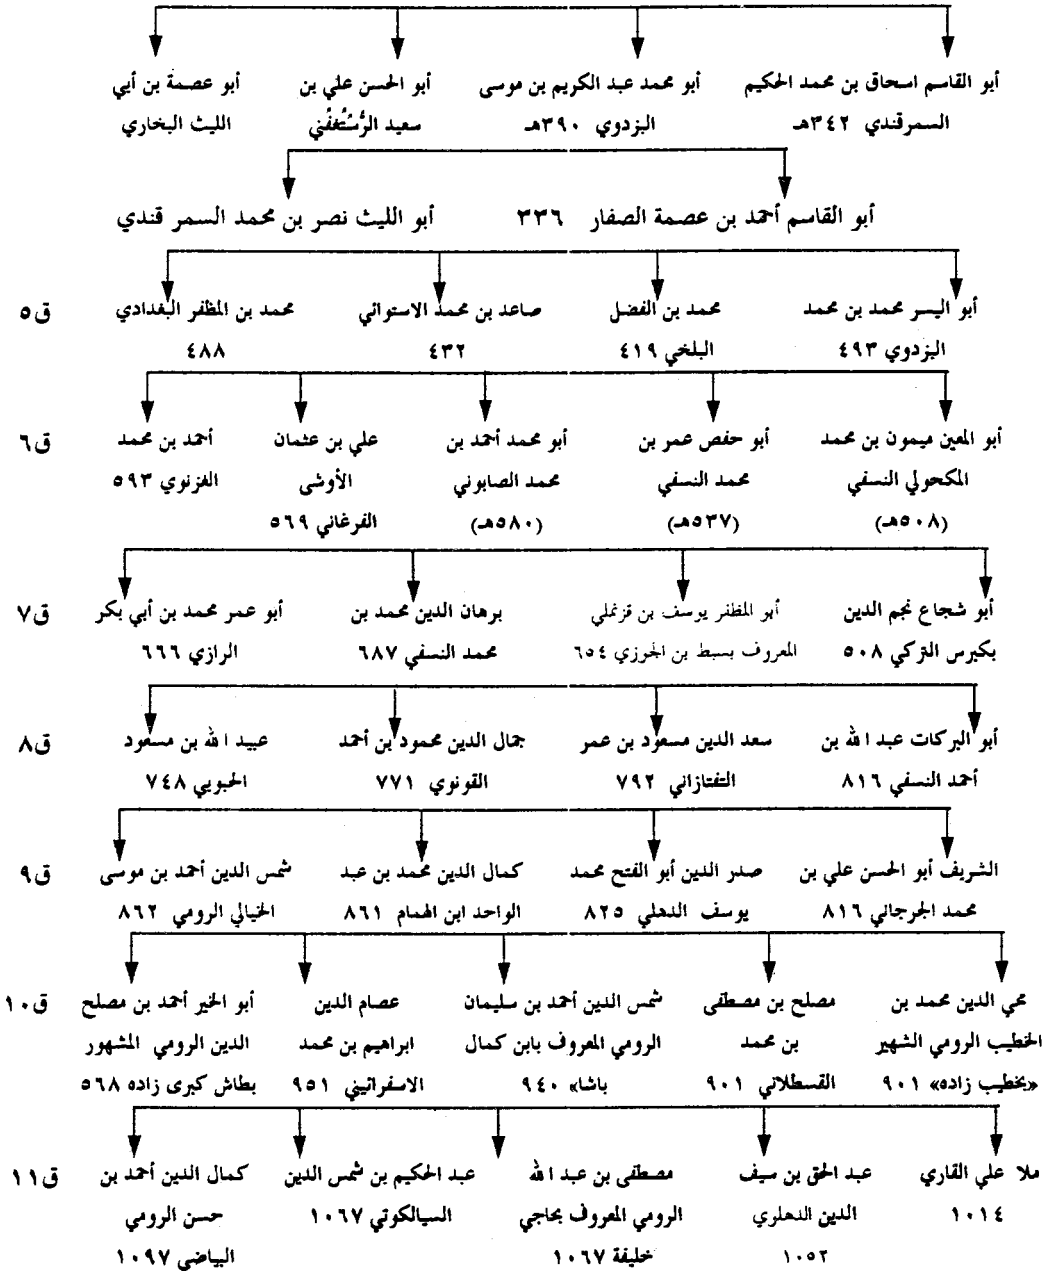 أبو القاسم اسحاق بن محمد الحكيم أبو محمد عبد الكريم بن موسى أبو الحسن علي بن أبو عصمة بن أبي
السمرقندي ٣٤٢هـ البزدوي ٣٩٠هـ سعيد الرُّسْتُغْفْني الليث البخاري
أبو القاسم أحمد بن عصمة الصفار ٣٣٦ أبو الليث نصر بن محمد السمر قندي
أبو اليسر محمد بن محمد محمد بن الفضل صاعد بن محمد الاستوائي محمد بن المظفر البغدادي ق٥
البزدوي ٤٩٣ البلخي ٤١٩ ٤٣٢ ٤٨٨
أبو المعين ميمون بن محمد أبو حفص عمر بن أبو محمد أحمد بن علي بن عثمان أحمد بن محمد ق٦
المكحولي النسفي محمد النسفي محمد الصابوني الأوشى الغزنوي ٥٩٣
(٥٠٨هـ) (٥٣٧هـ) (٥٨٠هـ) الفرغاني ٥٦٩
أبو شجاع نجم الدين أبو المظفر يوسف بن قزنملي برهان الدين محمد بن أبو عمر محمد بن أبي بكر ق٧
بكيرس التركي ٥٠٨ المعروف بسبط بن الجوزي ٦٥٤ محمد النسفي ٦٨٧ الرازي ٦٦٦
أبو البركات عبد الله بن سعد الدين مسعود بن عمر جمال الدين محمود بن أحمد عبيد الله بن مسعود ق٨
أحمد النسفي ٨١٦ التفتازاني ٧٩٢ القونوي ٧٧١ الحبوبي ٧٤٨
الشريف أبو الحسن علي بن صدر الدين أبو الفتح محمد كمال الدين محمد بن عبد شمس الدين أحمد بن موسى ق٩
محمد الجرجاني ٨١٦ يوسف الدهلي ٨٢٥ الواحد ابن الهمام ٨٦١ الخيالي الرومي ٨٦٢
محي الدين محمد بن مصلح بن مصطفى شمس الدين أحمد بن سليمان عصام الدين أبو الخير أحمد بن مصلح ق١٠
الخطيب الرومي الشهير بن محمد الرومي المعروف بابن كمال ابراهيم بن محمد الدين الرومي المشهور
«بخطيب زاده» ٩٠١ القسطلاني ٩٠١ باشا» ٩٤٠ الاسفرائيني ٩٥١ بطاش كبرى زاده ٥٦٨
ملا علي القاري عبد الحق بن سيف مصطفى بن عبد الله عبد الحكيم بن شمس الدين كمال الدين أحمد بن ق١١
١٠١٤ الدين الدهلري الرومي المعروف بحاجي السيالكوتي ١٠٦٧ حسن الرومي
١٠٥٢ خليفة ١٠٦٧ البياضي ١٠٩٧